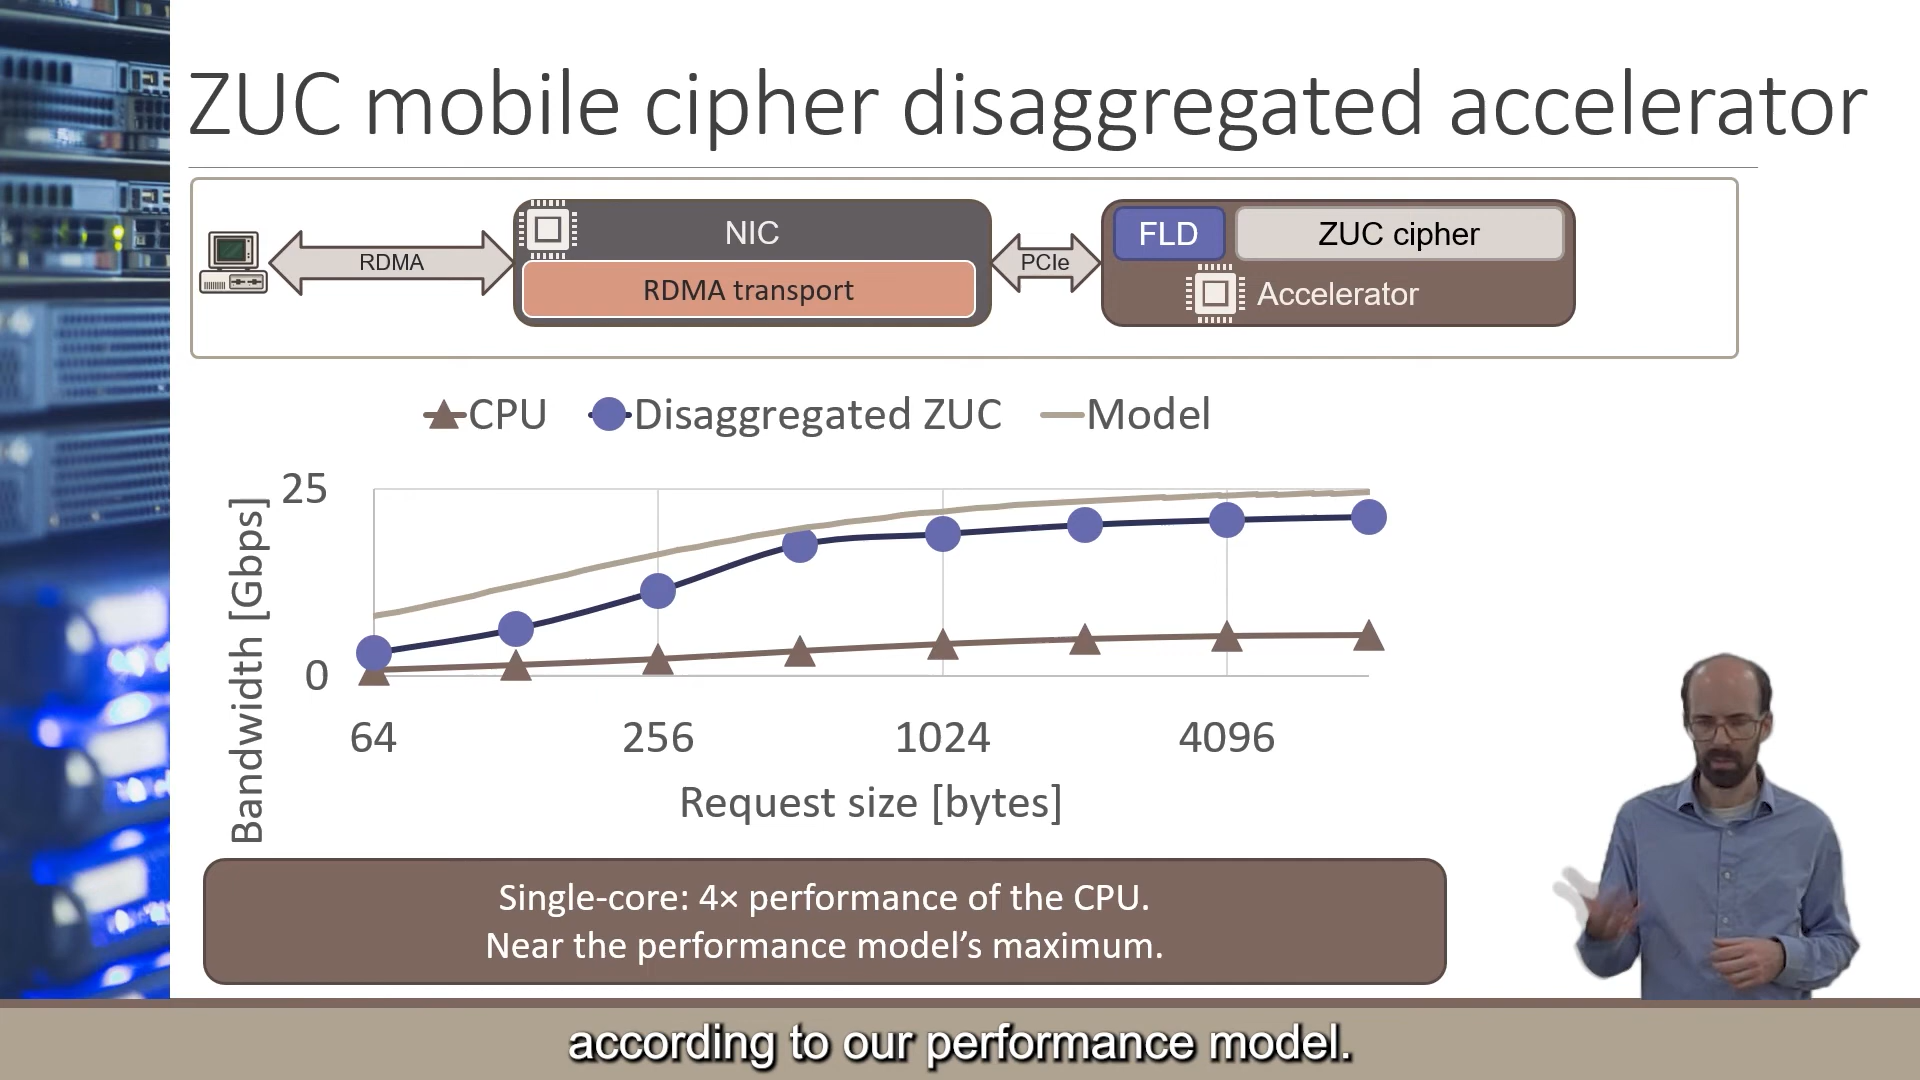 ZUC mobile cipher disaggregated accelerator
RDMA
NIC
RDMA transport
PCIe
FLD
ZUC cipher
Accelerator
CPU
Disaggregated ZUC
Model
Bandwidth [Gbps]
25
0
64
256
1024
4096
Request size [bytes]
Single-core: 4× performance of the CPU.
Near the performance model’s maximum.
according to our performance model.